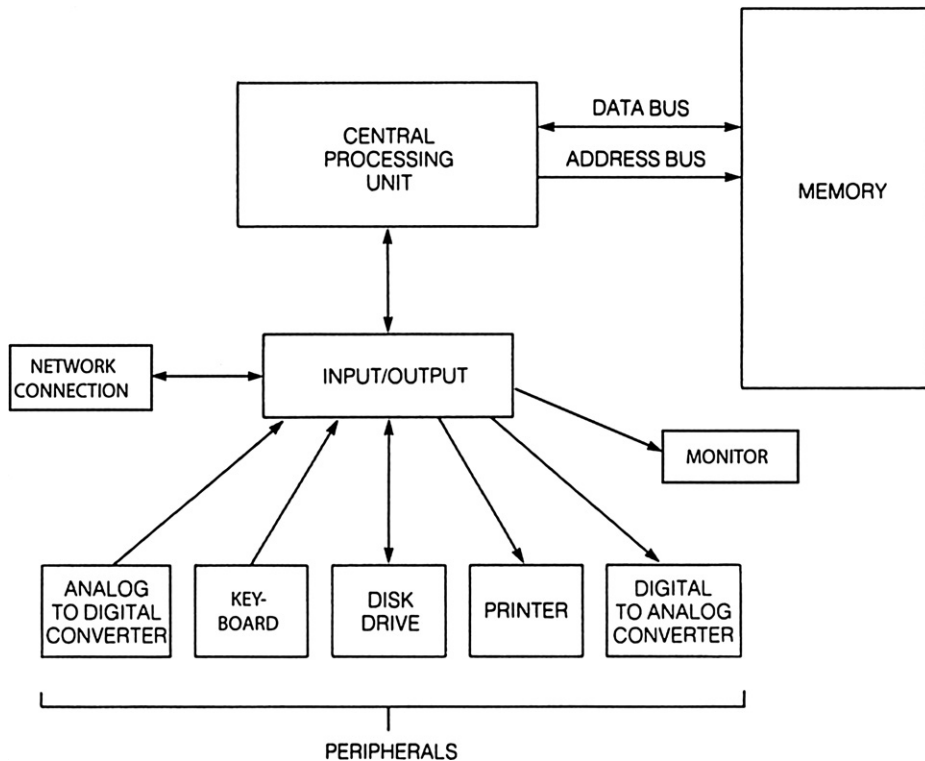 CENTRAL
PROCESSING
UNIT
DATA BUS
ADDRESS BUS
MEMORY
NETWORK
CONNECTION
INPUT/OUTPUT
MONITOR
ANALOG
TO DIGITAL
CONVERTER
KEY-
BOARD
DISK
DRIVE
PRINTER
DIGITAL
TO ANALOG
CONVERTER
PERIPHERALS